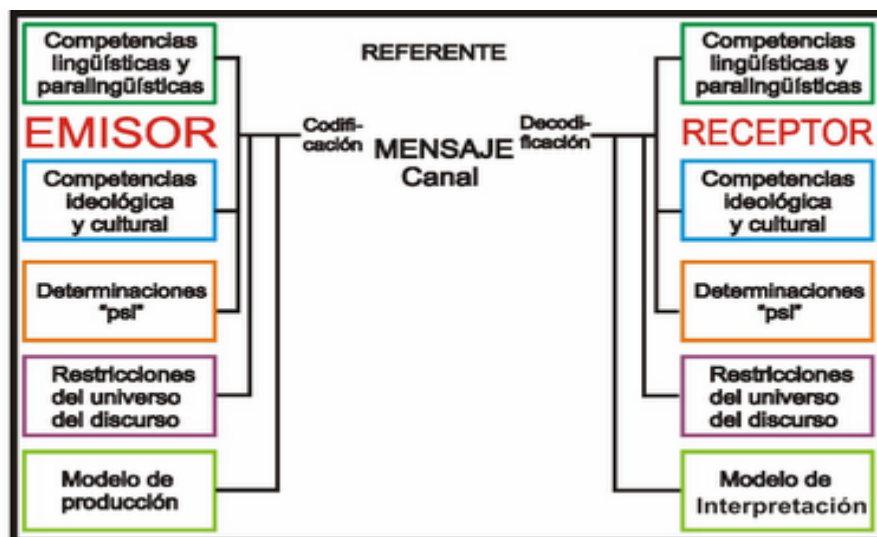 Competencias
lingüísticas y
paralingüísticas
EMISOR
Competencias
ideológica
y cultural
Determinaciones
"psi"
Restricciones
del universo
del discurso
Modelo de
producción
REFERENTE
Codifi-
cación
MENSAJE
Canal
Decodi-
ficación
Competencias
lingüísticas y
paralingüísticas
RECEPTOR
Competencias
ideológica
y cultural
Determinaciones
"psi"
Restricciones
del universo
del discurso
Modelo de
Interpretación